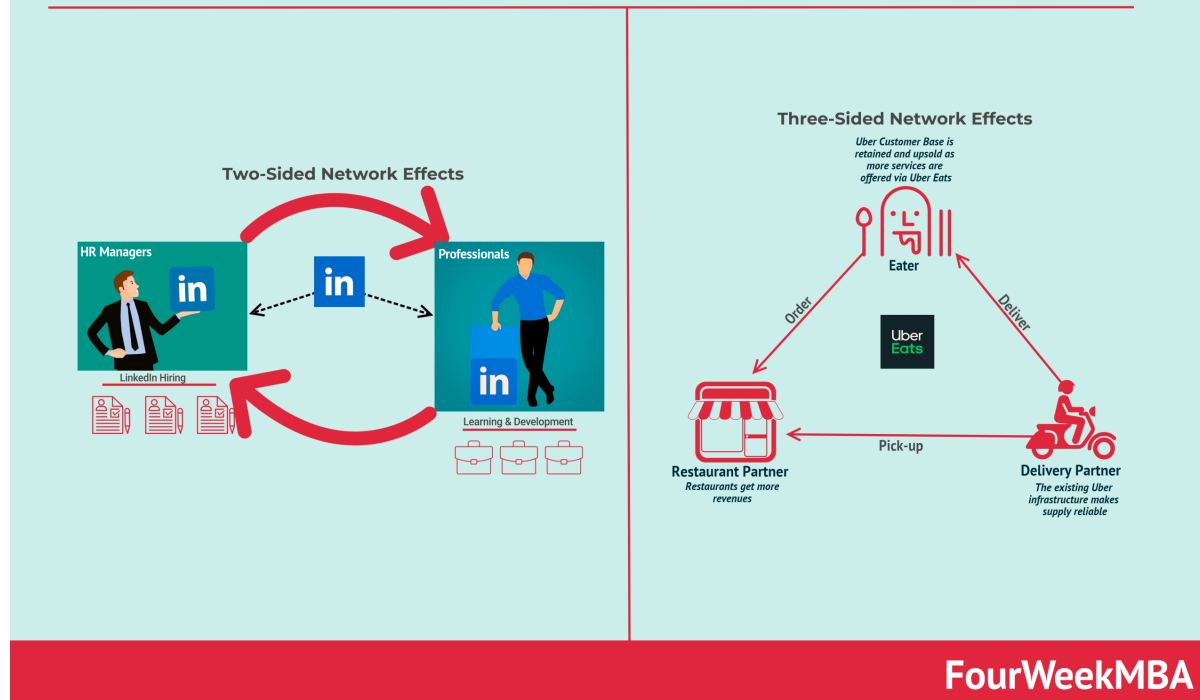 Two-Sided Network Effects
HR Managers
in
in
Professionals
in
LinkedIn Hiring
Learning & Development
Three-Sided Network Effects
Uber Customer Base is
retained and upsold as
more services are
offered via Uber Eats
Eater
Order
Deliver
Uber
Eats
Pick-up
Restaurant Partner
Restaurants get more
revenues
Delivery Partner
The existing Uber
infrastructure makes
supply reliable
FourWeekMBA